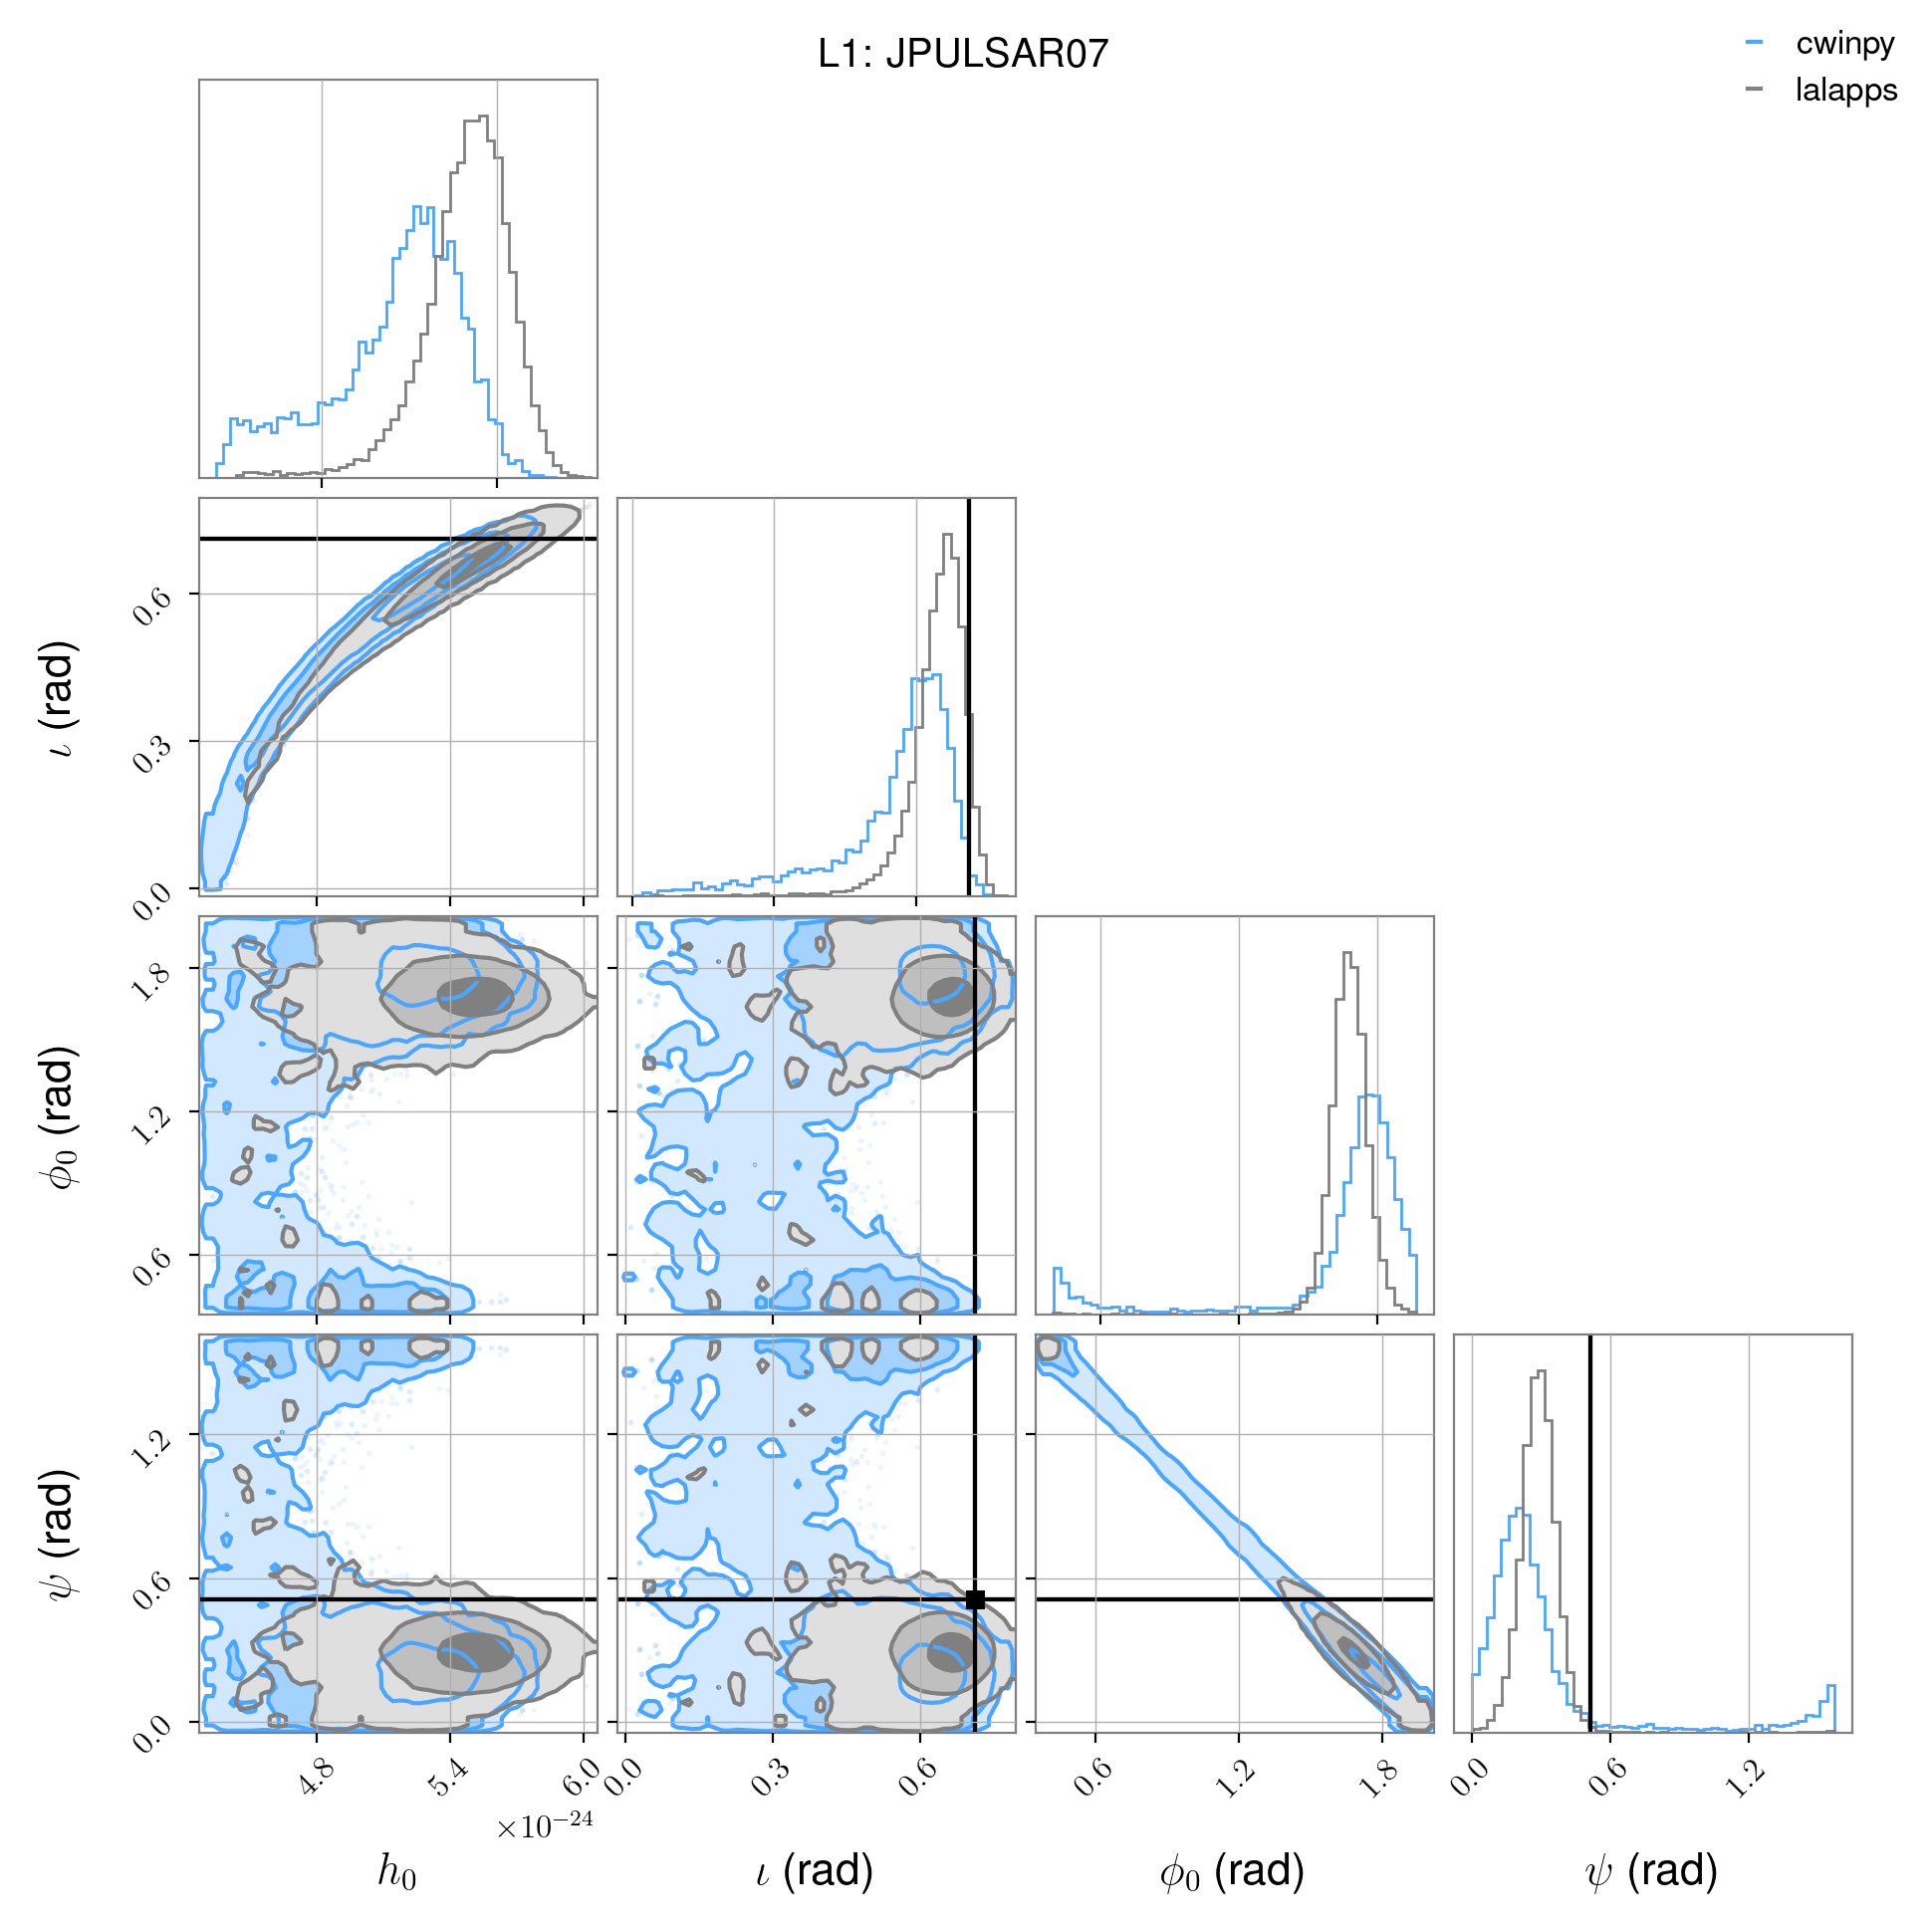 L1: JPULSAR07
cwinpy
lalapps
ι (rad)
0.6
0.3
0.0
ϕ₀ (rad)
1.8
1.2
0.6
ψ (rad)
1.2
0.6
0.0
4.8 5.4 6.0
0.0 0.3 0.6
0.6 1.2 1.8
0.0 0.6 1.2
×10⁻²⁴
h₀ ι (rad) ϕ₀ (rad) ψ (rad)